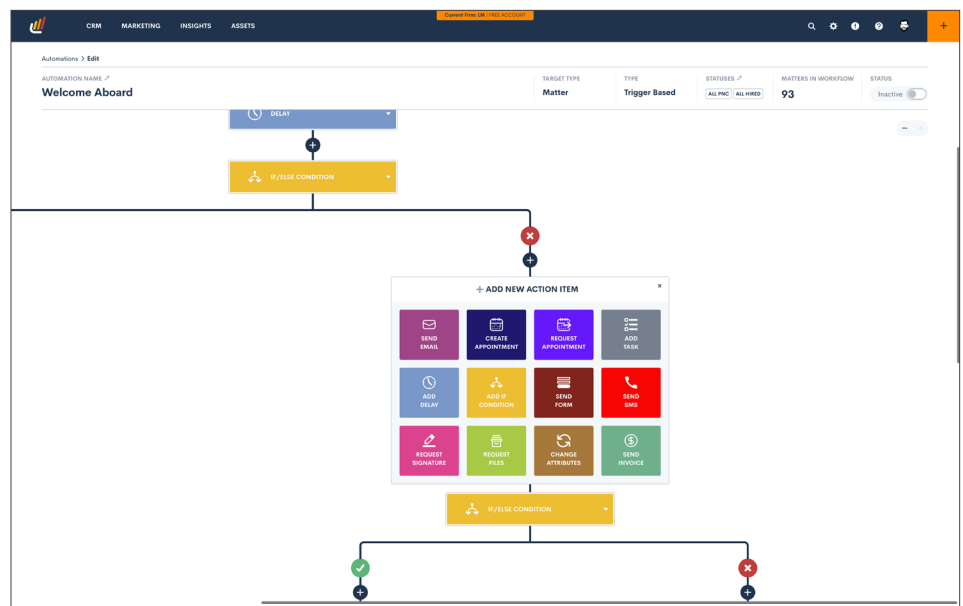 Current Firm: LM | FREE ACCOUNT
CRM MARKETING INSIGHTS ASSETS
Automations > Edit
AUTOMATION NAME
Welcome Aboard
TARGET TYPE
Matter
TYPE
Trigger Based
STATUSES
ALL PNC ALL HIRED
MATTERS IN WORKFLOW
93
STATUS
Inactive
DELAY
IF/ELSE CONDITION
+ ADD NEW ACTION ITEM
SEND
EMAIL
CREATE
APPOINTMENT
REQUEST
APPOINTMENT
ADD
TASK
ADD
DELAY
ADD IF
CONDITION
SEND
FORM
SEND
SMS
REQUEST
SIGNATURE
REQUEST
FILES
CHANGE
ATTRIBUTES
SEND
INVOICE
IF/ELSE CONDITION